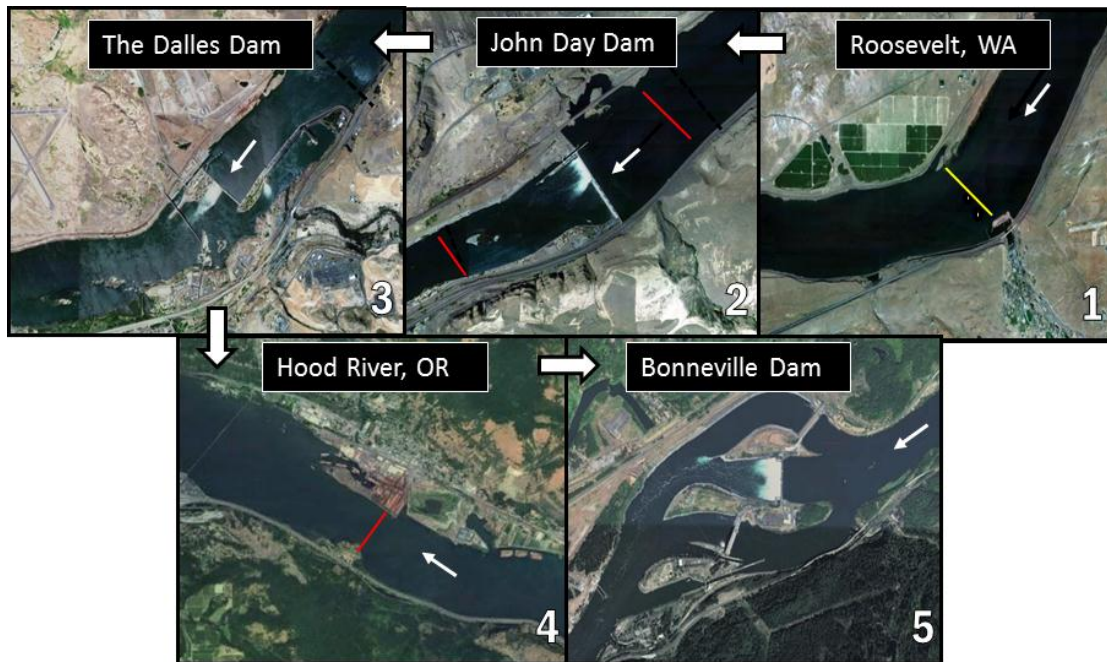 The Dalles Dam
John Day Dam
Roosevelt, WA
3
2
1
Hood River, OR
Bonneville Dam
4
5